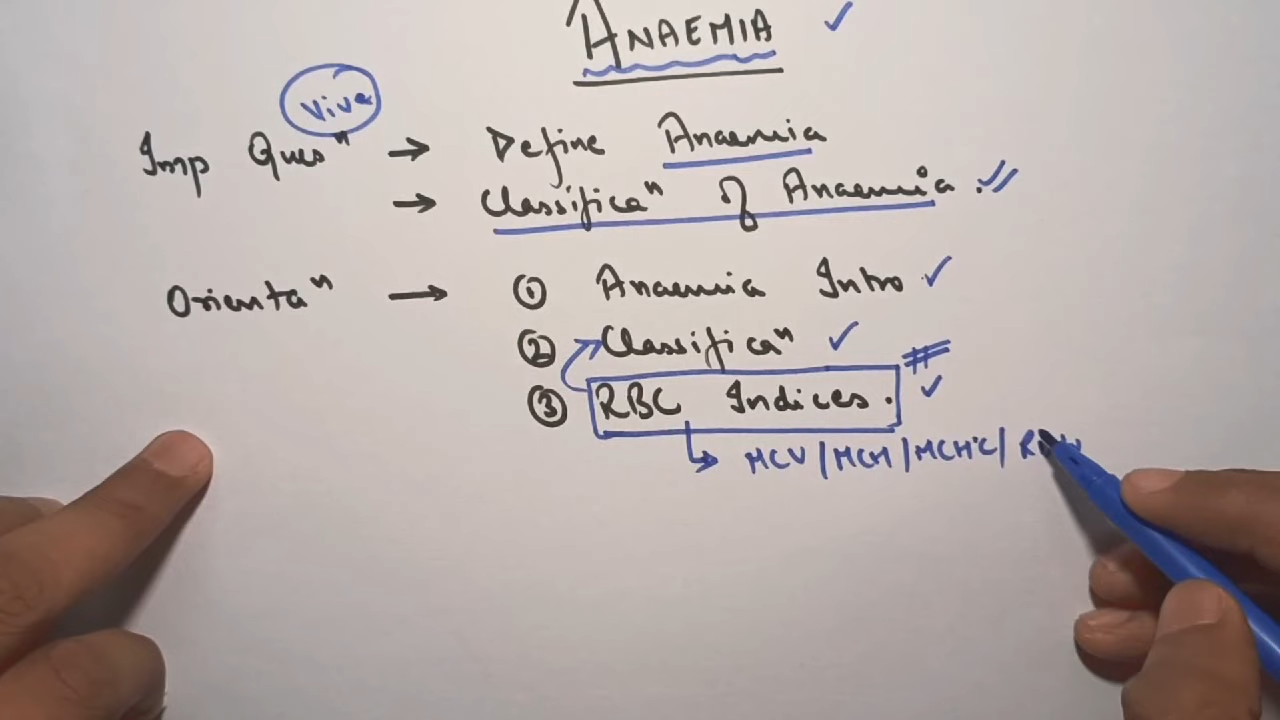 ANAEMIA
Viva
Imp Quesⁿ → Define Anaemia
→ Classificaⁿ of Anaemia.
Orientaⁿ → ① Anaemia Intro
② Classificaⁿ
③ RBC Indices.
MCV/MCH/MCHC/